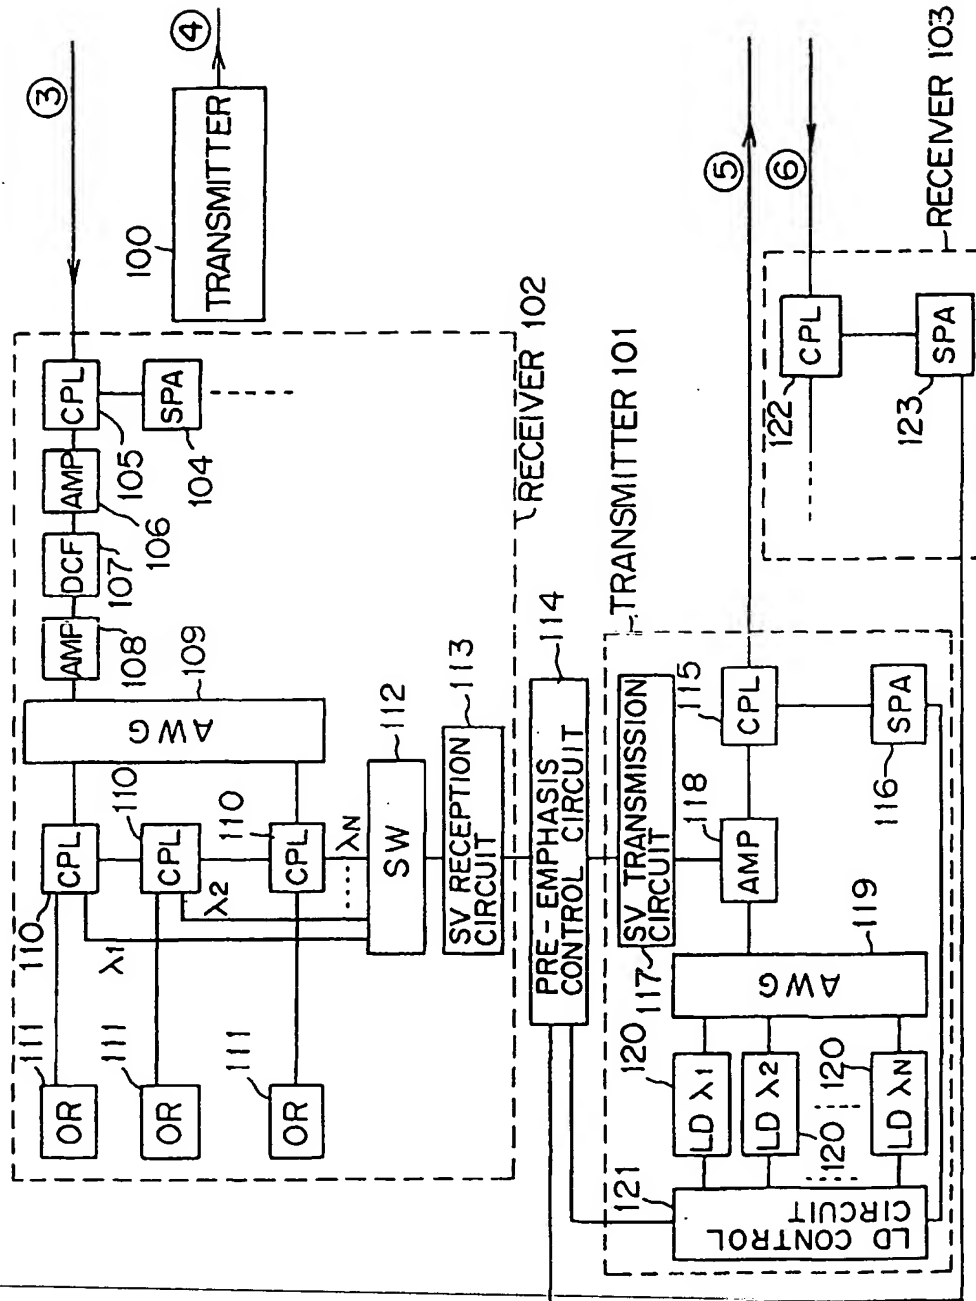 ③
④
100
TRANSMITTER
CPL
105
AMP
106
DCF
107
AMP
108
SPA
104
AWG
109
CPL
110
CPL
110
CPL
110
λ1
λ2
λN
OR
111
OR
111
OR
111
SW
112
SV RECEPTION
CIRCUIT
113
RECEIVER 102
PRE-EMPHASIS
CONTROL CIRCUIT
114
TRANSMITTER 101
SV TRANSMISSION
CIRCUIT
117
CPL
115
SPA
116
AMP
118
AWG
119
LD λ1
120
LD λ2
120
LD λN
120
LD CONTROL
CIRCUIT
121
⑤
⑥
RECEIVER 103
CPL
122
SPA
123